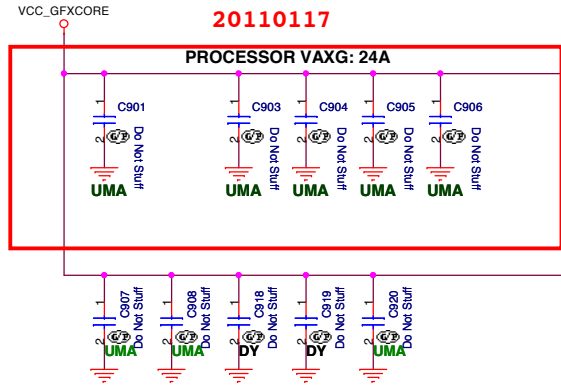 VCC_GFXCORE
20110117
PROCESSOR VAXG: 24A
1 C901 2 G/P Do Not Stuff UMA
1 C903 2 G/P Do Not Stuff UMA
1 C904 2 G/P Do Not Stuff UMA
1 C905 2 G/P Do Not Stuff UMA
1 C906 2 G/P Do Not Stuff UMA
1 C907 2 G/P Do Not Stuff UMA
1 C908 2 G/P Do Not Stuff UMA
1 C918 2 G/P Do Not Stuff DY
1 C919 2 G/P Do Not Stuff DY
1 C920 2 G/P Do Not Stuff UMA